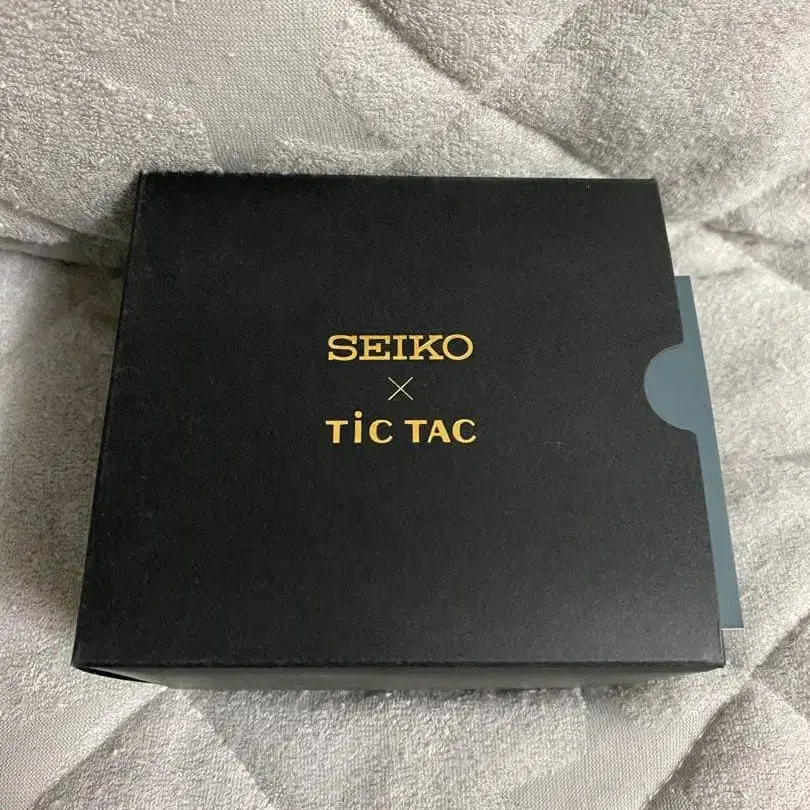 SEIKO
×
TiC TAC